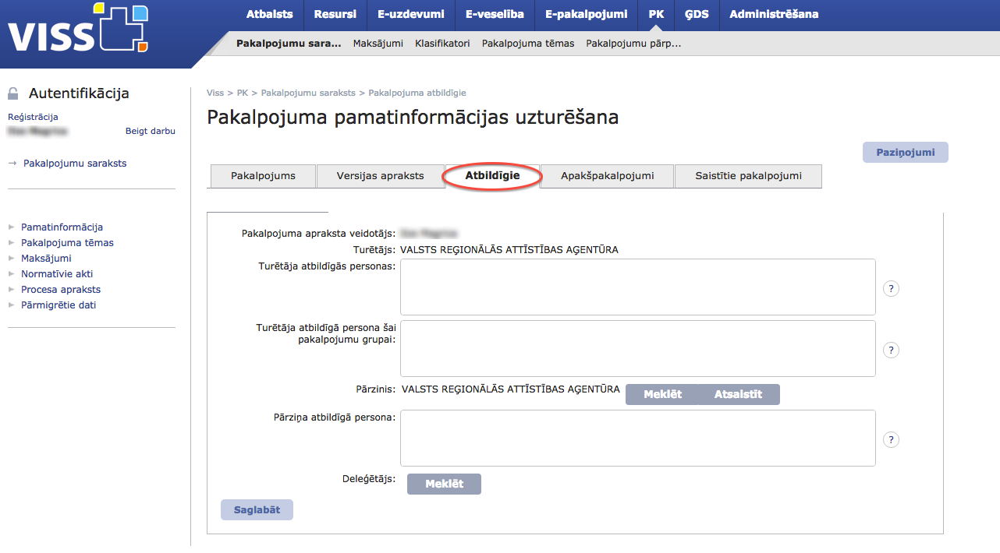 VISS
Atbalsts Resursi E-uzdevumi E-veselība E-pakalpojumi PK ĢDS Administrēšana
Pakalpojumu sara... Maksājumi Klasifikatori Pakalpojuma tēmas Pakalpojumu pārp...
Autentifikācija
Reģistrācija
Beigt darbu
→ Pakalpojumu saraksts
Pamatinformācija
Pakalpojuma tēmas
Maksājumi
Normatīvie akti
Procesa apraksts
Pārmigrētie dati
Viss > PK > Pakalpojumu saraksts > Pakalpojuma atbildīgie
Pakalpojuma pamatinformācijas uzturēšana
Paziņojumi
Pakalpojums Versijas apraksts Atbildīgie Apakšpakalpojumi Saistītie pakalpojumi
Pakalpojuma apraksta veidotājs:
Turētājs: VALSTS REĢIONĀLĀS ATTĪSTĪBAS AĢENTŪRA
Turētāja atbildīgās personas:
?
Turētāja atbildīgā persona šai
pakalpojumu grupai:
?
Pārzinis: VALSTS REĢIONĀLĀS ATTĪSTĪBAS AĢENTŪRA Meklēt Atsaistīt
Pārziņa atbildīgā persona:
?
Deleģētājs: Meklēt
Saglabāt